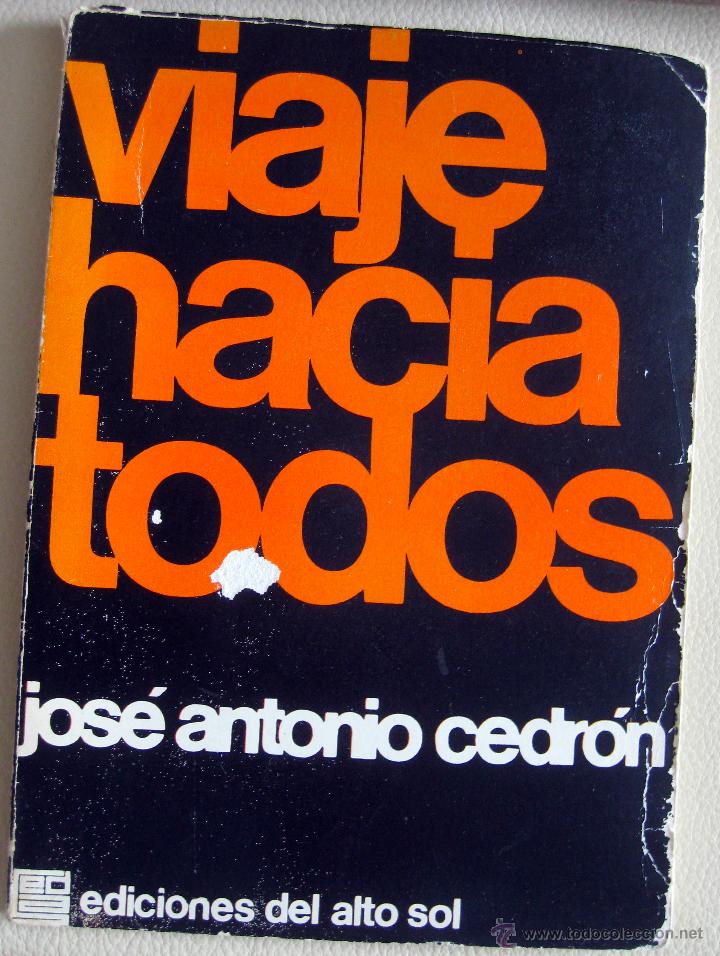 viaje
hacia
todos
josé antonio cedrón
ediciones del alto sol
www.todocoleccion.net